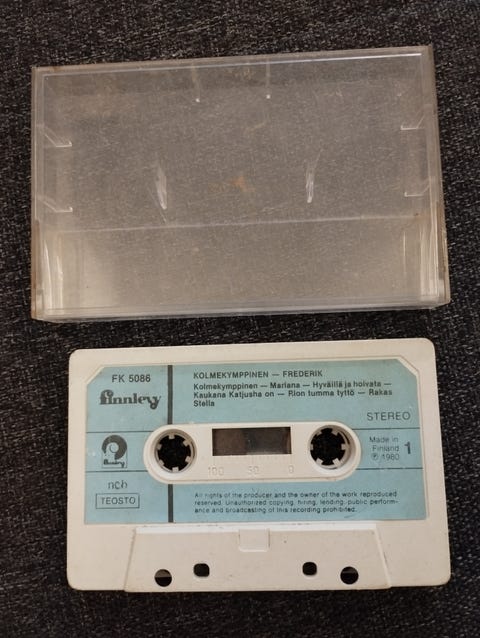 FK 5086
finnlevy
KOLMEKYMPPINEN — FREDERIK
Kolmekymppinen — Mariana — Hyväillä ja hoivata —
Kaukana Katjusha on — Rion tumma tyttö — Rakas
Stella
STEREO
finnlevy
Made in
Finland
℗ 1980
1
100 50 0
ncb
TEOSTO
All rights of the producer and the owner of the work reproduced
reserved. Unauthorized copying, hiring, lending, public perform-
ance and broadcasting of this recording prohibited.